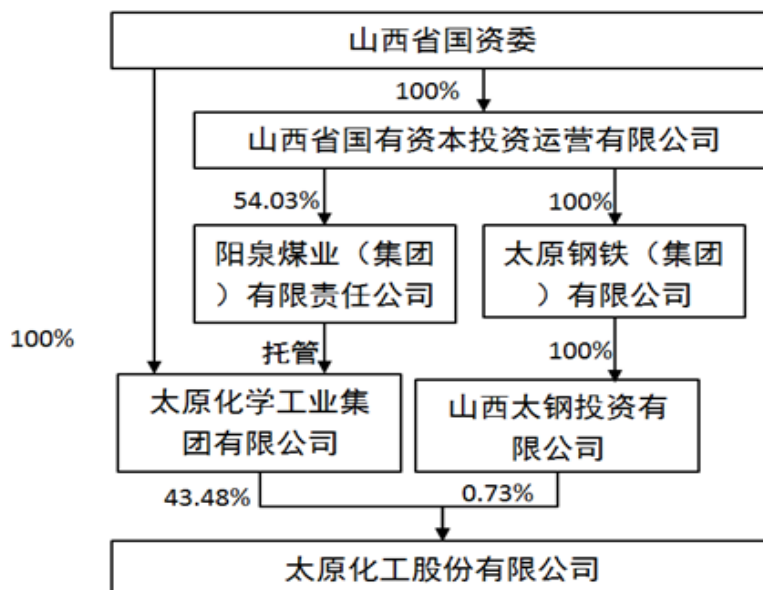 山西省国资委
100%
山西省国有资本投资运营有限公司
54.03%
100%
阳泉煤业（集团
）有限责任公司
太原钢铁（集团
）有限公司
100%
托管
100%
太原化学工业集
团有限公司
山西太钢投资有
限公司
43.48%
0.73%
太原化工股份有限公司